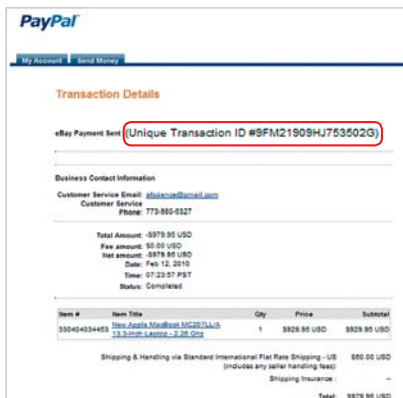 PayPal
My Account Send Money
Transaction Details
eBay Payment Sent (Unique Transaction ID #9FM21909HJ753502G)
Business Contact Information
Customer Service Email: afscience@gmail.com
Customer Service
Phone: 773-980-6327
Total Amount: -$979.95 USD
Fee amount: $0.00 USD
Net amount: -$979.95 USD
Date: Feb 12, 2010
Time: 07:23:57 PST
Status: Completed
Item # Item Title Qty Price Subtotal
330404034453 New Apple MacBook MC207LL/A 1 $929.95 USD $929.95 USD
13.3-inch Laptop - 2.26 Ghz
Shipping & Handling via Standard International Flat Rate Shipping - US $50.00 USD
(includes any seller handling fees):
Shipping Insurance : --
Total: $979.95 USD